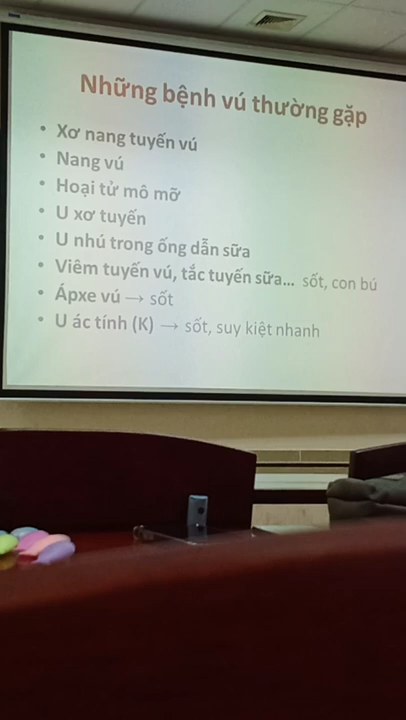 Những bệnh vú thường gặp
• Xơ nang tuyến vú
• Nang vú
• Hoại tử mô mỡ
• U xơ tuyến
• U nhú trong ống dẫn sữa
• Viêm tuyến vú, tắc tuyến sữa... sốt, con bú
• Ápxe vú → sốt
• U ác tính (K) → sốt, suy kiệt nhanh